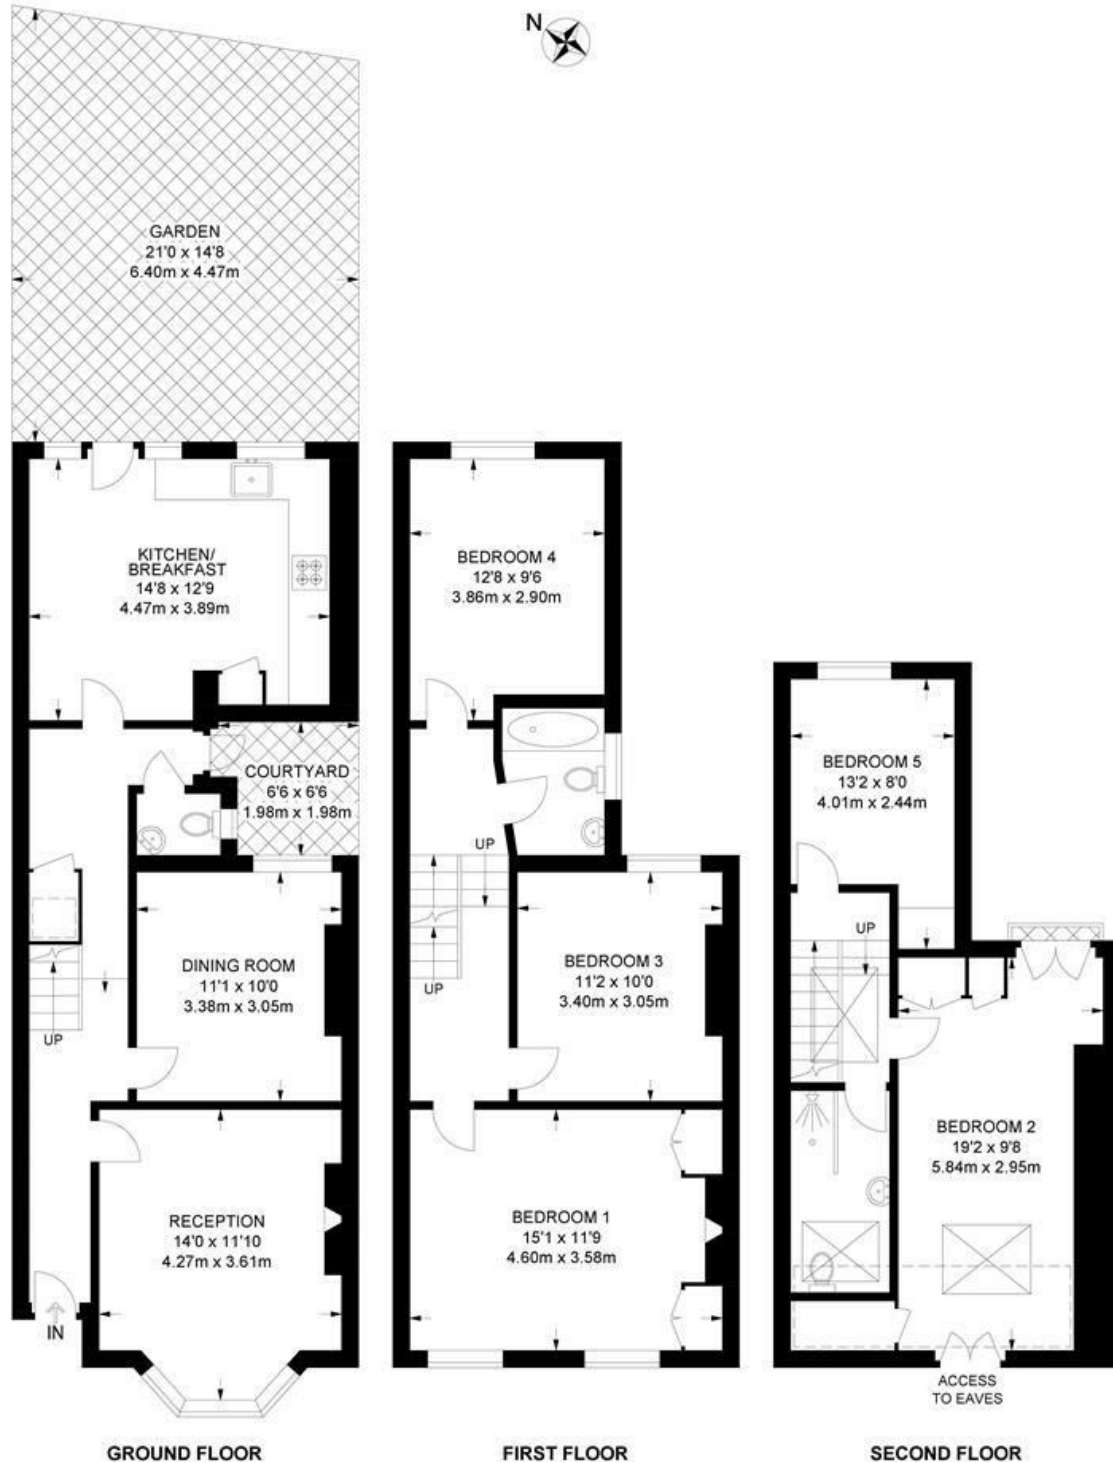 N
GARDEN
21'0 x 14'8
6.40m x 4.47m
KITCHEN/
BREAKFAST
14'8 x 12'9
4.47m x 3.89m
COURTYARD
6'6 x 6'6
1.98m x 1.98m
DINING ROOM
11'1 x 10'0
3.38m x 3.05m
UP
RECEPTION
14'0 x 11'10
4.27m x 3.61m
IN
GROUND FLOOR
BEDROOM 4
12'8 x 9'6
3.86m x 2.90m
UP
BEDROOM 3
11'2 x 10'0
3.40m x 3.05m
UP
BEDROOM 1
15'1 x 11'9
4.60m x 3.58m
FIRST FLOOR
BEDROOM 5
13'2 x 8'0
4.01m x 2.44m
UP
BEDROOM 2
19'2 x 9'8
5.84m x 2.95m
ACCESS
TO EAVES
SECOND FLOOR